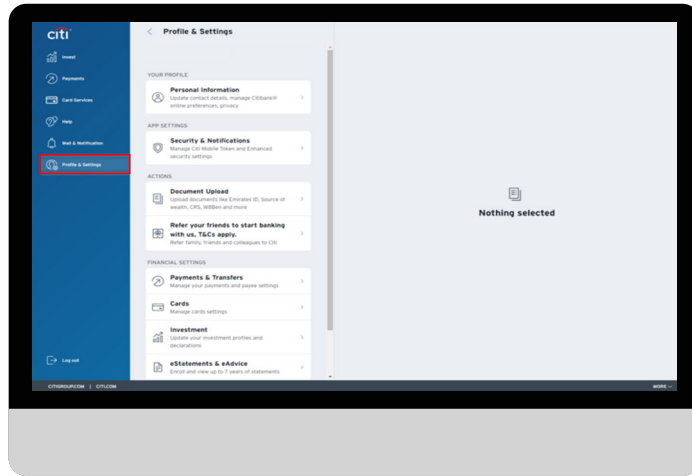 citi
Invest
Payments
Card Services
Help
Mail & Notification
Profile & Settings
Log out
Profile & Settings
YOUR PROFILE
Personal Information
Update contact details, manage Citibank®
online preferences, privacy
APP SETTINGS
Security & Notifications
Manage Citi Mobile Token and Enhanced
security settings
ACTIONS
Document Upload
Upload documents like Emirates ID, Source of
wealth, CRS, W8Ben and more
Refer your friends to start banking
with us, T&Cs apply.
Refer family, friends and colleagues to Citi
FINANCIAL SETTINGS
Payments & Transfers
Manage your payments and payee settings
Cards
Manage cards settings
Investment
Update your investment profiles and
declarations
eStatements & eAdvice
Enroll and view up to 7 years of statements
Nothing selected
CITIGROUP.COM | CITI.COM
MORE